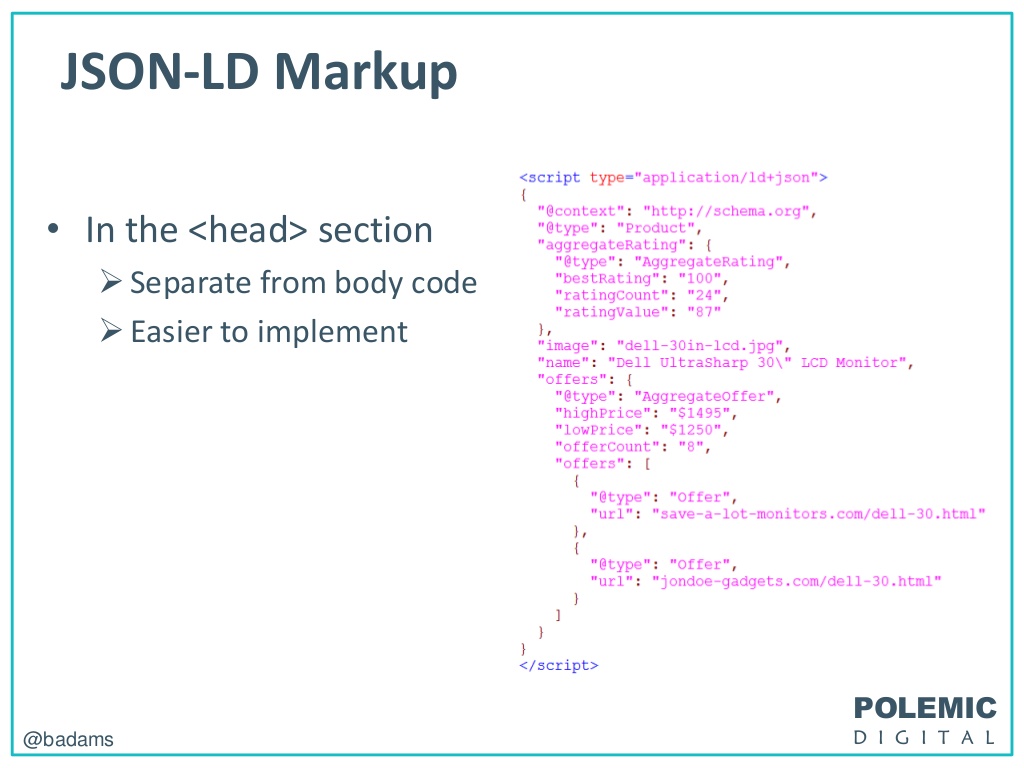 JSON-LD Markup
• In the <head> section
➢ Separate from body code
➢ Easier to implement
<script type="application/ld+json">
{
  "@context": "http://schema.org",
  "@type": "Product",
  "aggregateRating": {
    "@type": "AggregateRating",
    "bestRating": "100",
    "ratingCount": "24",
    "ratingValue": "87"
  },
  "image": "dell-30in-lcd.jpg",
  "name": "Dell UltraSharp 30\" LCD Monitor",
  "offers": {
    "@type": "AggregateOffer",
    "highPrice": "$1495",
    "lowPrice": "$1250",
    "offerCount": "8",
    "offers": [
      {
        "@type": "Offer",
        "url": "save-a-lot-monitors.com/dell-30.html"
      },
      {
        "@type": "Offer",
        "url": "jondoe-gadgets.com/dell-30.html"
      }
    ]
  }
}
</script>
@badams
POLEMIC
DIGITAL